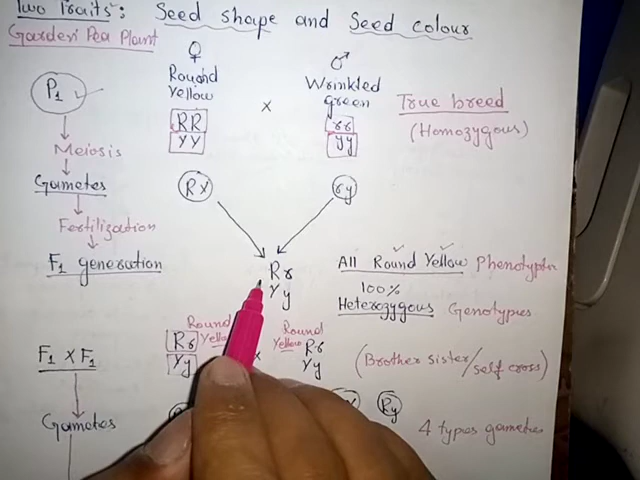 Two Traits: Seed shape and Seed colour
Garden Pea Plant
♀
Round
Yellow
♂
Wrinkled
green
P1
RR
YY
x
rr
yy
True breed
(Homozygous)
Meiosis
Gametes
RY
ry
Fertilization
F1 generation
Rr
Yy
All Round Yellow Phenotype
100%
Heterozygous Genotypes
F1 x F1
Round
Rr
Yy
x
Round
Yellow
Rr
Yy
(Brother sister/self cross)
Gametes
Ry
4 types gametes